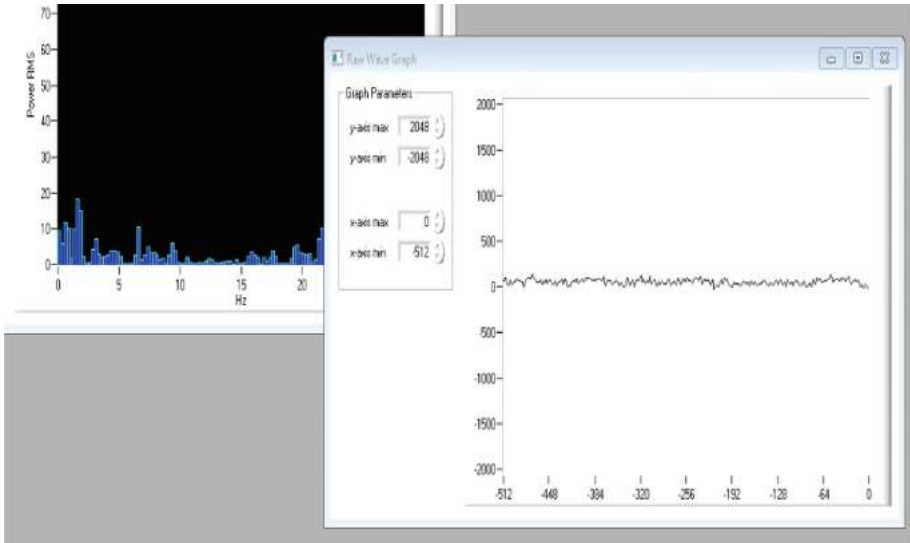 70
60
50
40
30
20
10
0
Power RMS
0 5 10 15 20
Hz
Raw Wave Graph
Graph Parameters
y-axis max 2048
y-axis min -2048
x-axis max 0
x-axis min -512
2000
1500
1000
500
0
-500
-1000
-1500
-2000
-512 -448 -384 -320 -256 -192 -128 -64 0